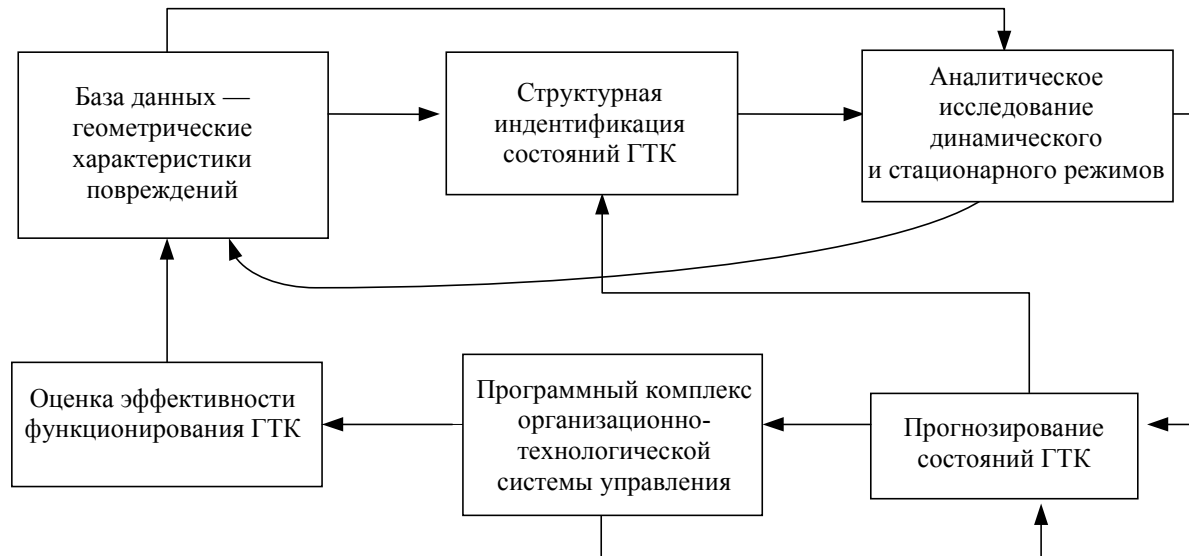 База данных —
геометрические
характеристики
повреждений
Структурная
индентификация
состояний ГТК
Аналитическое
исследование
динамического
и стационарного режимов
Оценка эффективности
функционирования ГТК
Программный комплекс
организационно-
технологической
системы управления
Прогнозирование
состояний ГТК